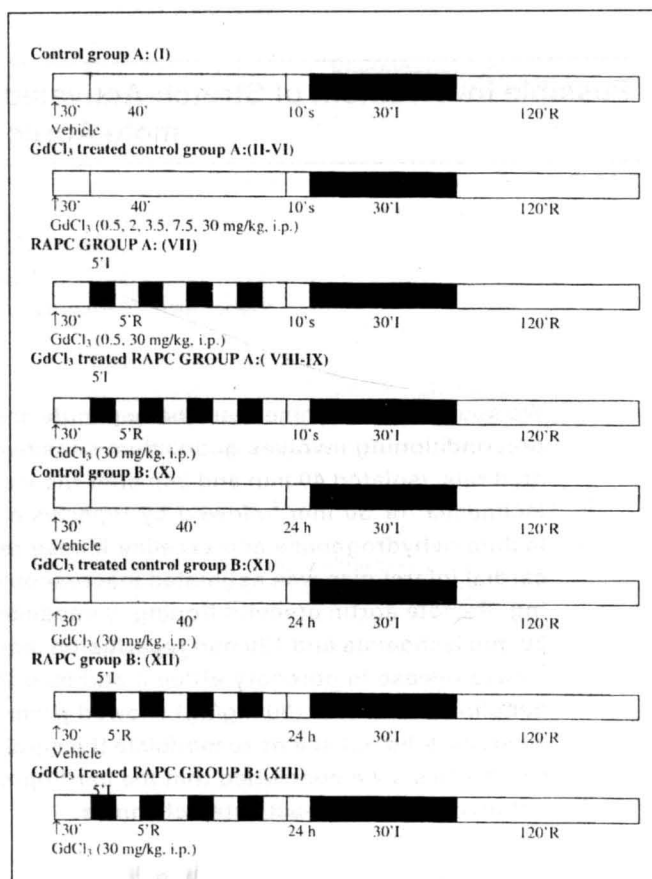 Control group A: (I)
↑30' 40' 10's 30'I 120'R
Vehicle
GdCl₃ treated control group A:(II-VI)
↑30' 40' 10's 30'I 120'R
GdCl₃ (0.5, 2, 3.5, 7.5, 30 mg/kg, i.p.)
RAPC GROUP A: (VII)
5'I
↑30' 5'R 10's 30'I 120'R
GdCl₃ (0.5, 30 mg/kg, i.p.)
GdCl₃ treated RAPC GROUP A:( VIII-IX)
5'I
↑30' 5'R 10's 30'I 120'R
GdCl₃ (30 mg/kg, i.p.)
Control group B: (X)
↑30' 40' 24 h 30'I 120'R
Vehicle
GdCl₃ treated control group B:(XI)
↑30' 40' 24 h 30'I 120'R
GdCl₃ (30 mg/kg, i.p.)
RAPC group B: (XII)
5'I
↑30' 5'R 24 h 30'I 120'R
Vehicle
GdCl₃ treated RAPC GROUP B: (XIII)
5'I
↑30' 5'R 24 h 30'I 120'R
GdCl₃ (30 mg/kg, i.p.)